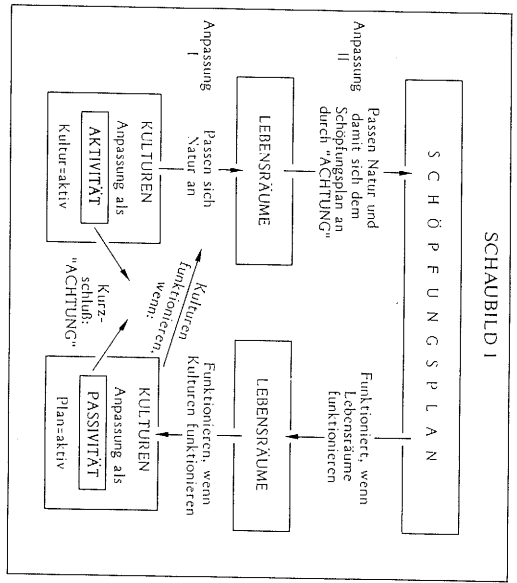 SCHAUBILD I
SCHÖPFUNGSPLAN
Anpassung
II
Passen Natur und
damit sich dem
Schöpfungsplan an
durch "ACHTUNG"
Funktioniert, wenn
Lebensräume
funktionieren
LEBENSRÄUME
LEBENSRÄUME
Anpassung
I
Passen sich
Natur an
Kulturen
funktionieren,
wenn:
Funktionieren, wenn
Kulturen funktionieren
KULTUREN
Anpassung als
AKTIVITÄT
Kultur=aktiv
Kurz-
schluß:
"ACHTUNG"
KULTUREN
Anpassung als
PASSIVITÄT
Plan=aktiv